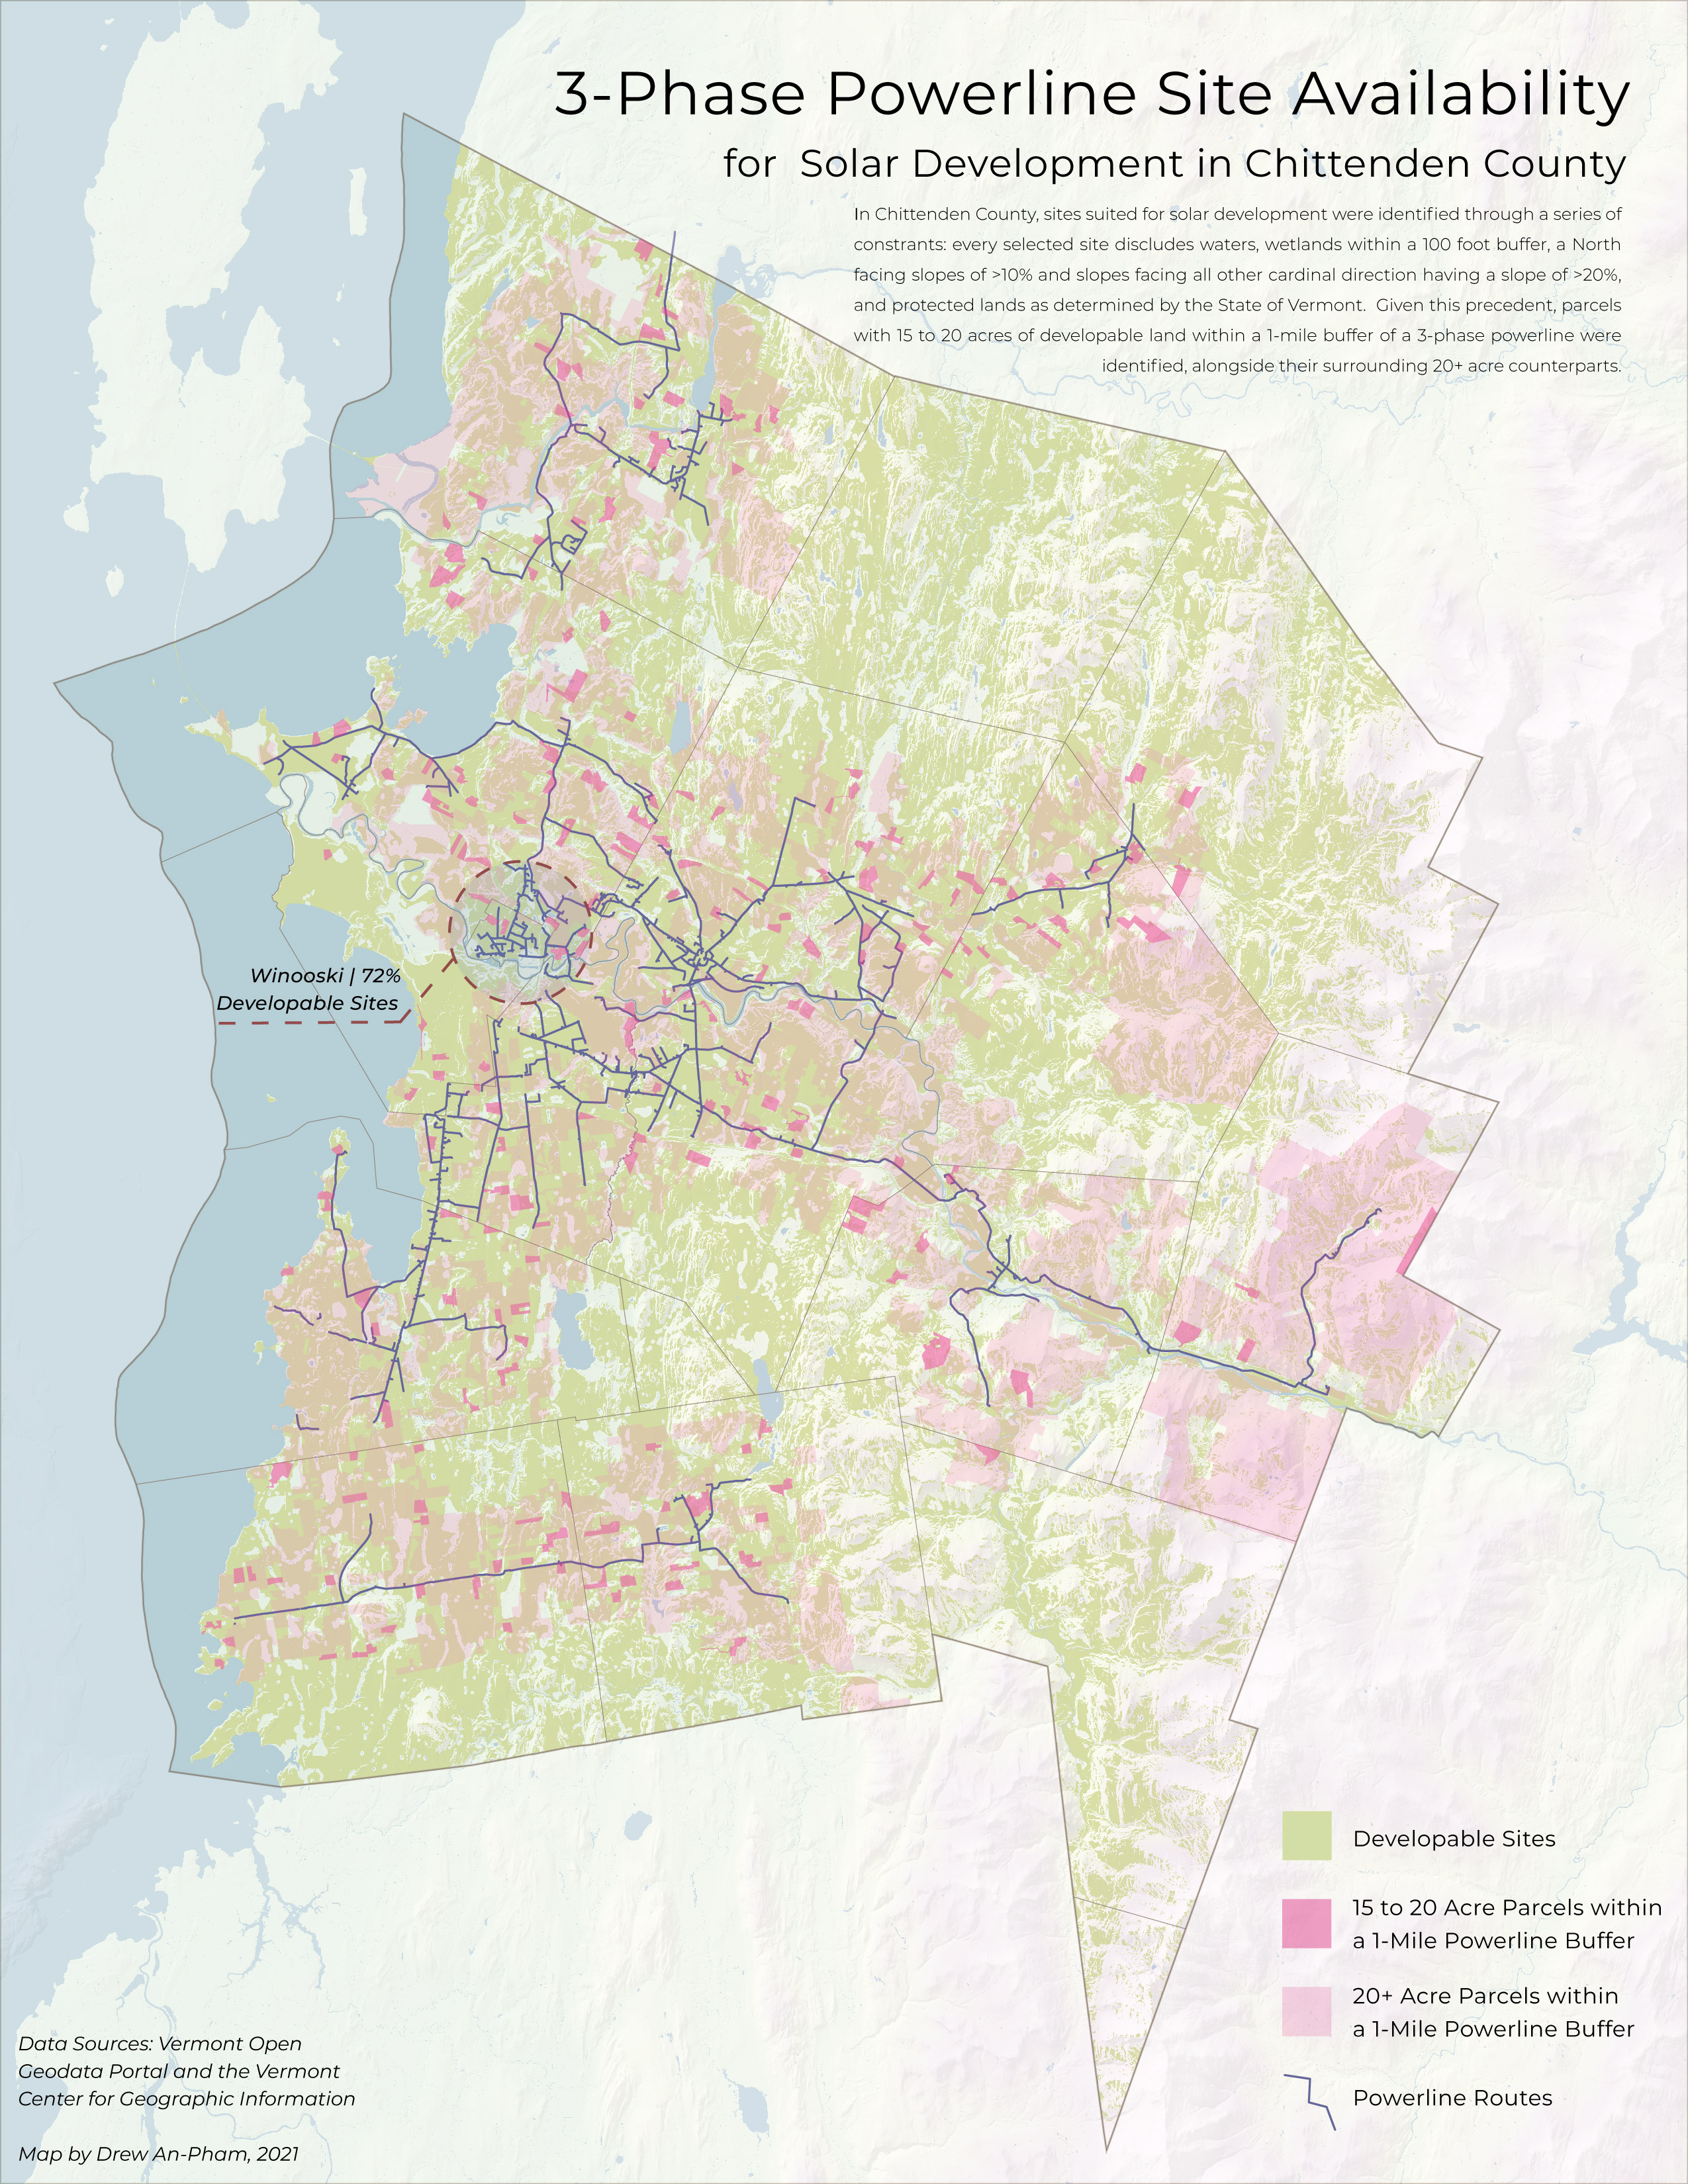 3-Phase Powerline Site Availability
for Solar Development in Chittenden County
In Chittenden County, sites suited for solar development were identified through a series of
constrants: every selected site discludes waters, wetlands within a 100 foot buffer, a North
facing slopes of >10% and slopes facing all other cardinal direction having a slope of >20%,
and protected lands as determined by the State of Vermont. Given this precedent, parcels
with 15 to 20 acres of developable land within a 1-mile buffer of a 3-phase powerline were
identified, alongside their surrounding 20+ acre counterparts.
Winooski | 72%
Developable Sites
Developable Sites
15 to 20 Acre Parcels within
a 1-Mile Powerline Buffer
20+ Acre Parcels within
a 1-Mile Powerline Buffer
Powerline Routes
Data Sources: Vermont Open
Geodata Portal and the Vermont
Center for Geographic Information
Map by Drew An-Pham, 2021